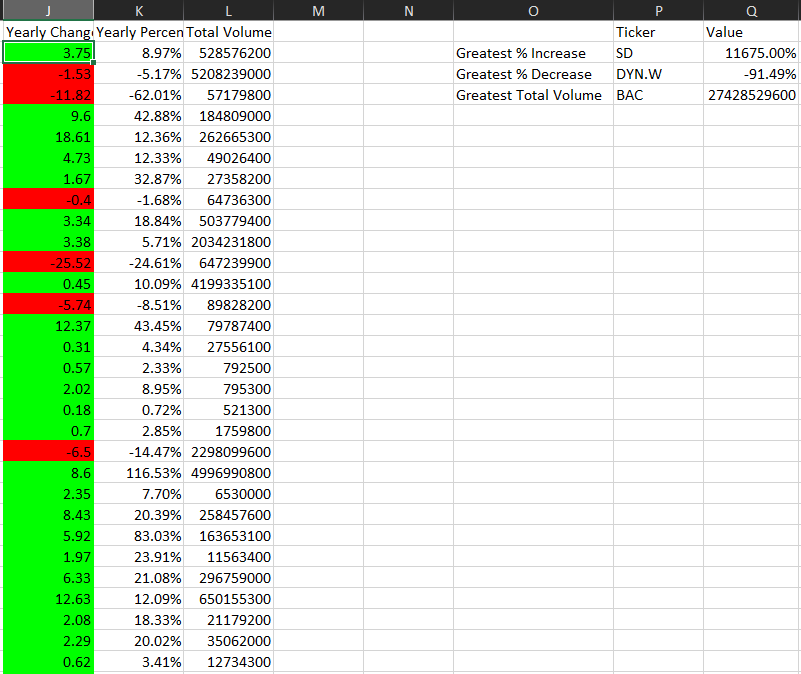 J K L M N O P Q
Yearly Chang Yearly Percen Total Volume Ticker Value
3.75 8.97% 528576200 Greatest % Increase SD 11675.00%
-1.53 -5.17% 5208239000 Greatest % Decrease DYN.W -91.49%
-11.82 -62.01% 57179800 Greatest Total Volume BAC 27428529600
9.6 42.88% 184809000
18.61 12.36% 262665300
4.73 12.33% 49026400
1.67 32.87% 27358200
-0.4 -1.68% 64736300
3.34 18.84% 503779400
3.38 5.71% 2034231800
-25.52 -24.61% 647239900
0.45 10.09% 4199335100
-5.74 -8.51% 89828200
12.37 43.45% 79787400
0.31 4.34% 27556100
0.57 2.33% 792500
2.02 8.95% 795300
0.18 0.72% 521300
0.7 2.85% 1759800
-6.5 -14.47% 2298099600
8.6 116.53% 4996990800
2.35 7.70% 6530000
8.43 20.39% 258457600
5.92 83.03% 163653100
1.97 23.91% 11563400
6.33 21.08% 296759000
12.63 12.09% 650155300
2.08 18.33% 21179200
2.29 20.02% 35062000
0.62 3.41% 12734300